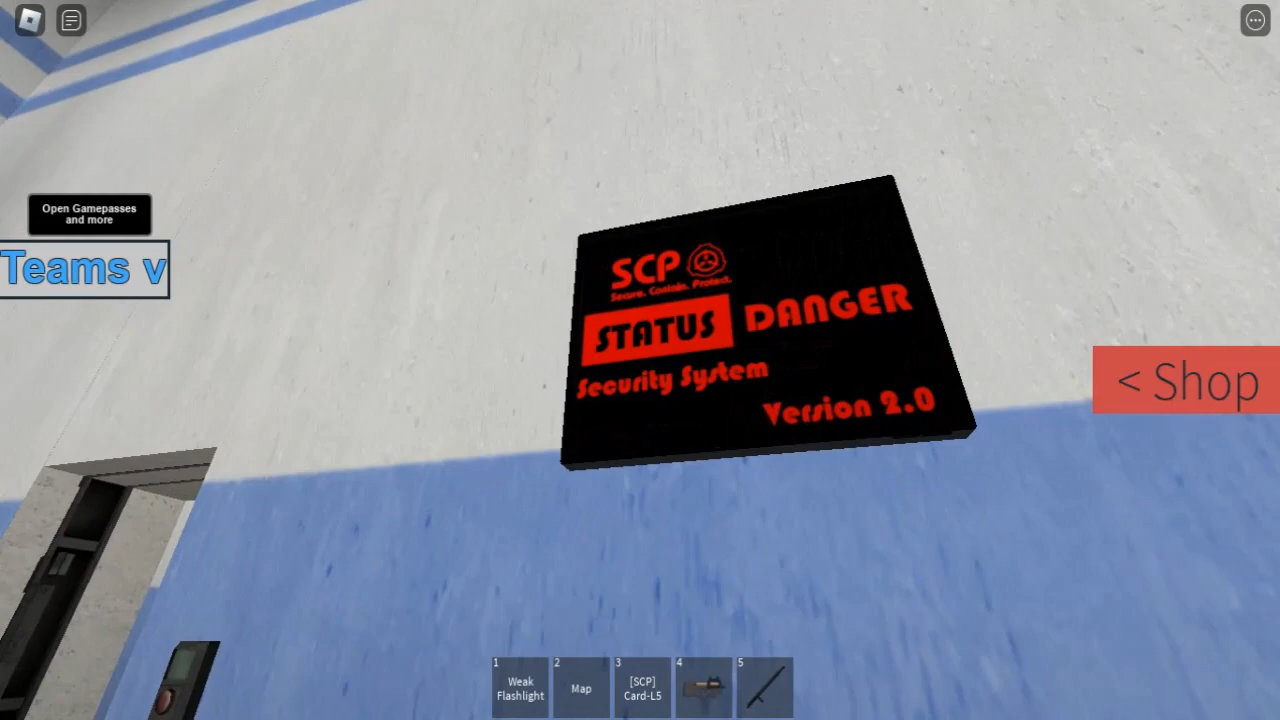 Open Gamepasses
and more
Teams v
SCP
Secure. Contain. Protect.
STATUS DANGER
Security System
Version 2.0
< Shop
1
Weak
Flashlight
2
Map
3
[SCP]
Card-L5
4
5